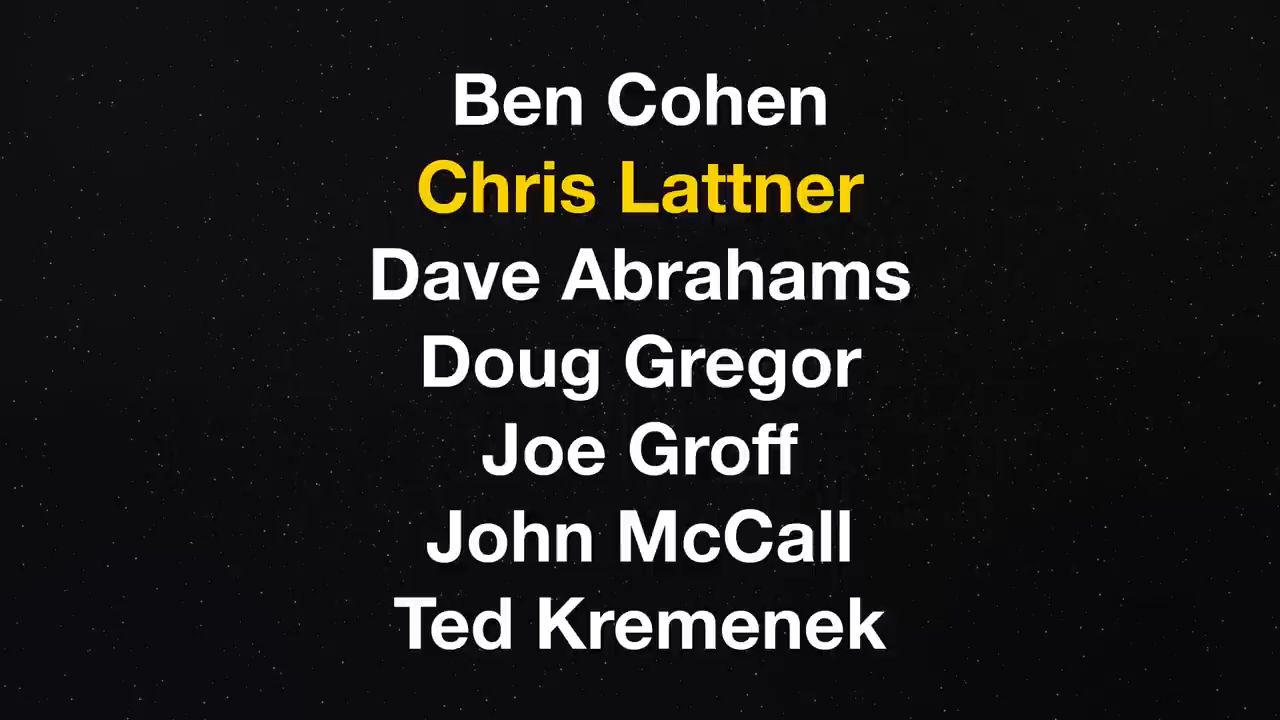 Ben Cohen
Chris Lattner
Dave Abrahams
Doug Gregor
Joe Groff
John McCall
Ted Kremenek